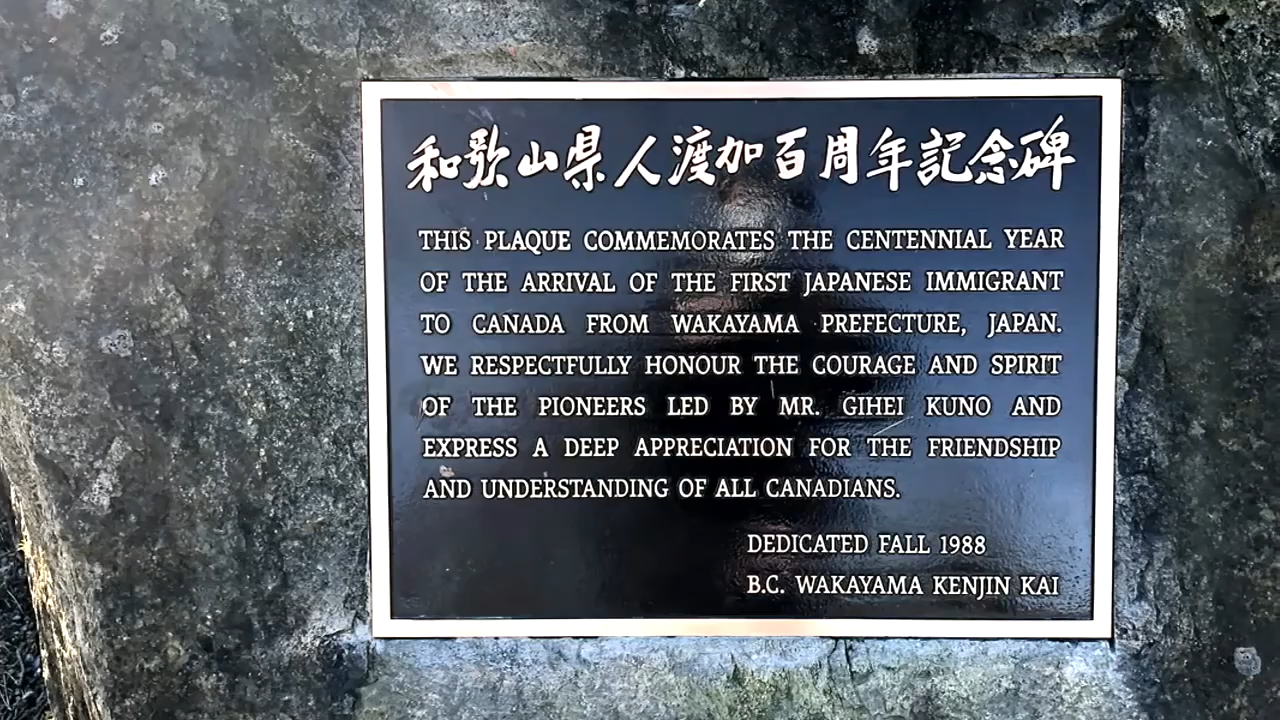 和歌山県人渡加百周年記念碑
THIS PLAQUE COMMEMORATES THE CENTENNIAL YEAR
OF THE ARRIVAL OF THE FIRST JAPANESE IMMIGRANT
TO CANADA FROM WAKAYAMA PREFECTURE, JAPAN.
WE RESPECTFULLY HONOUR THE COURAGE AND SPIRIT
OF THE PIONEERS LED BY MR. GIHEI KUNO AND
EXPRESS A DEEP APPRECIATION FOR THE FRIENDSHIP
AND UNDERSTANDING OF ALL CANADIANS.
DEDICATED FALL 1988
B.C. WAKAYAMA KENJIN KAI